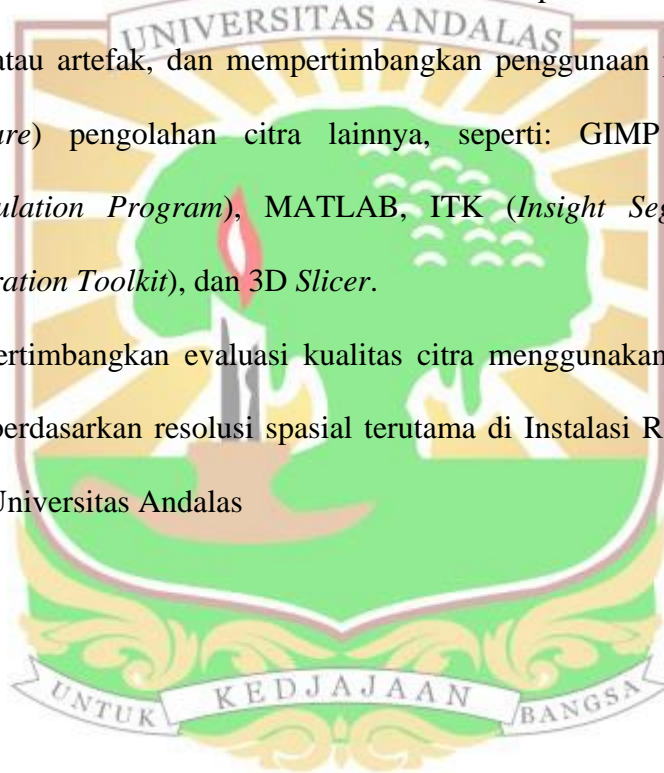 UNIVERSITAS ANDALAS
atau artefak, dan mempertimbangkan penggunaan
are) pengolahan citra lainnya, seperti: GIMP
ulation Program), MATLAB, ITK (Insight Seg
ration Toolkit), dan 3D Slicer.
ertimbangkan evaluasi kualitas citra menggunakan
berdasarkan resolusi spasial terutama di Instalasi R
Universitas Andalas
UNTUK KEDJAJAAN BANGSA